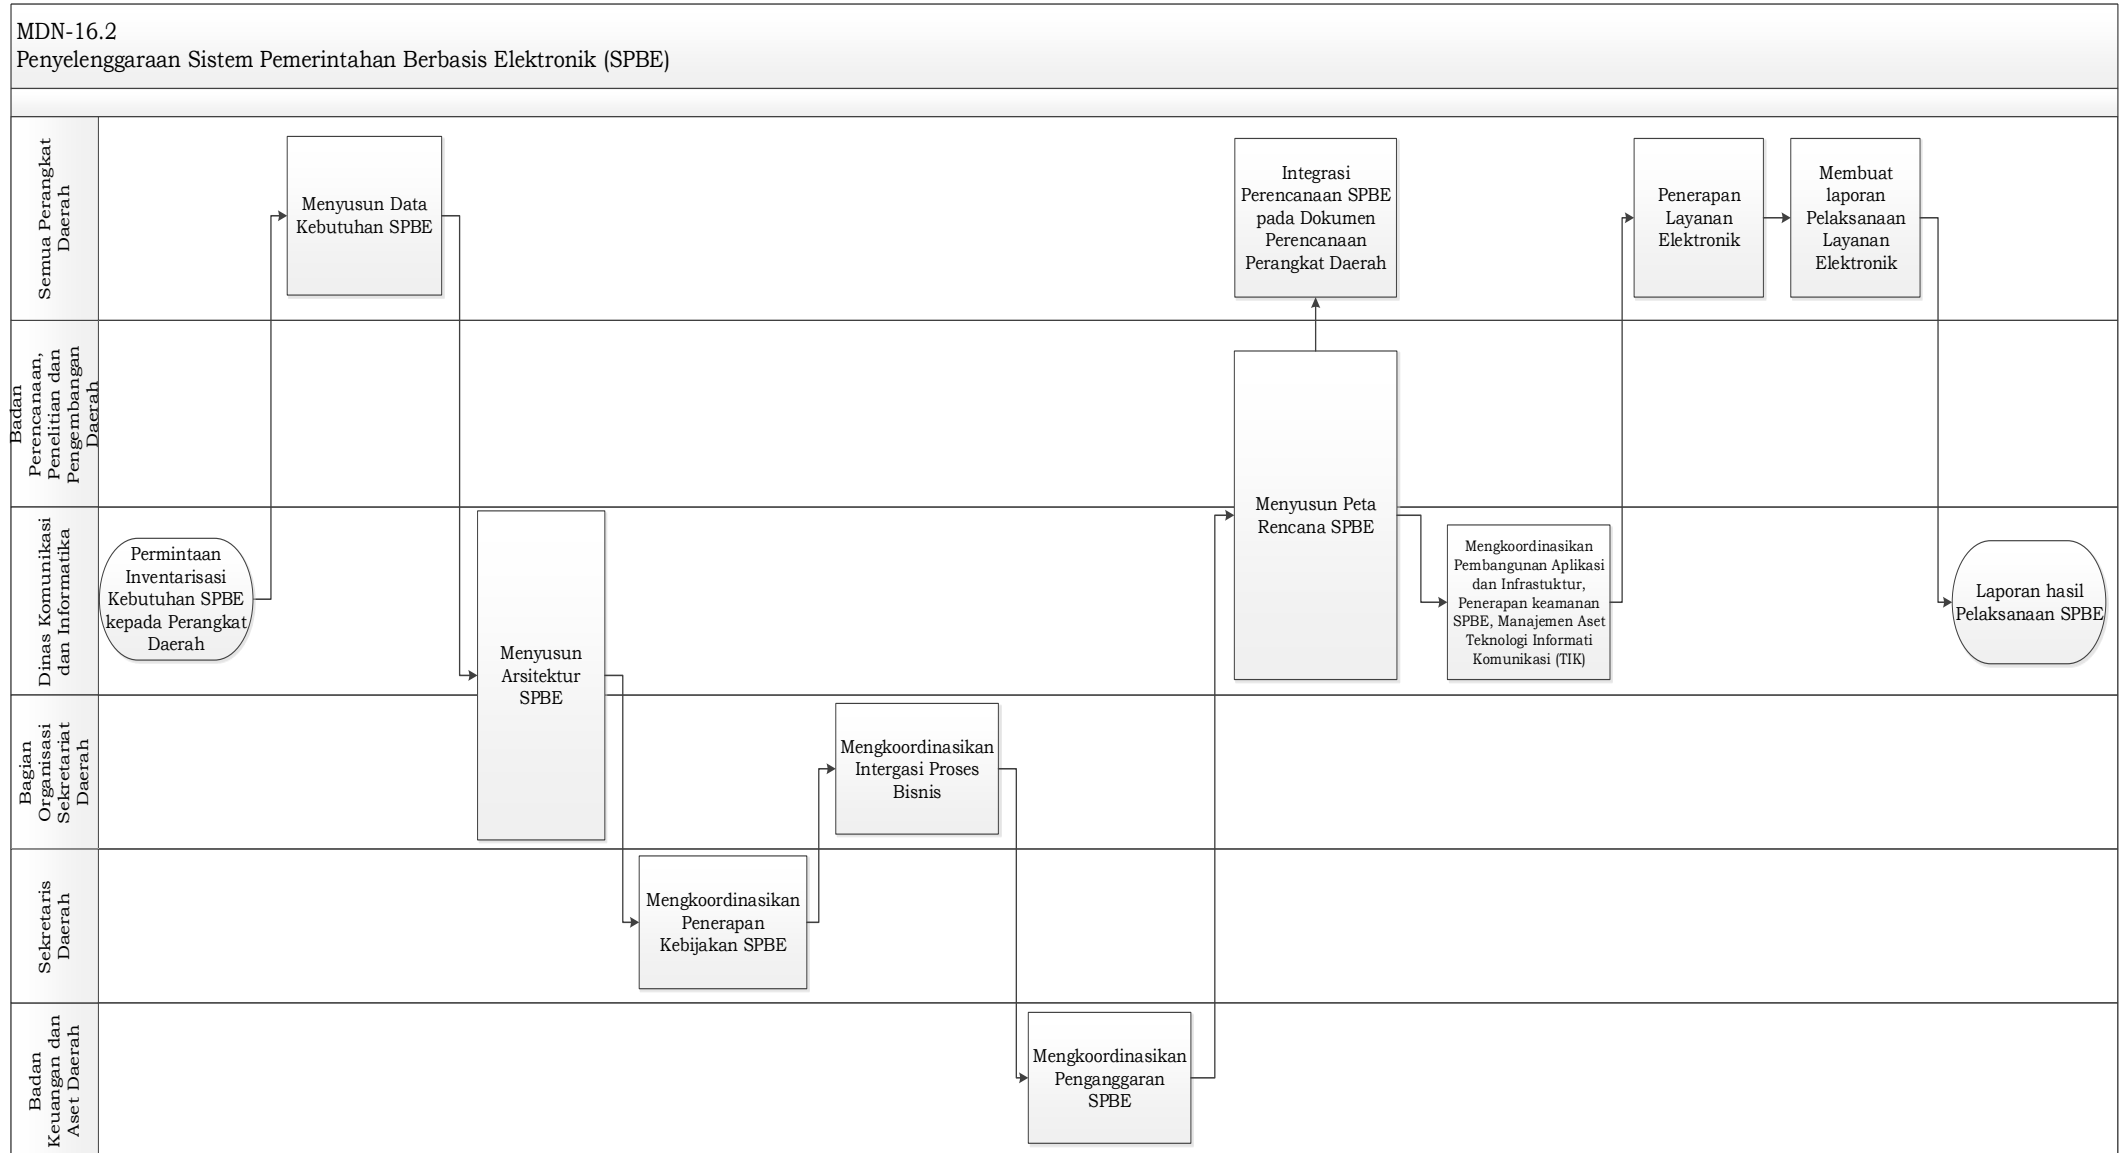 MDN-16.2
Penyelenggaraan Sistem Pemerintahan Berbasis Elektronik (SPBE)
Semua Perangkat
Daerah
Menyusun Data
Kebutuhan SPBE
Integrasi
Perencanaan SPBE
pada Dokumen
Perencanaan
Perangkat Daerah
Penerapan
Layanan
Elektronik
Membuat
laporan
Pelaksanaan
Layanan
Elektronik
Badan
Perencanaan,
Penelitian dan
Pengembangan
Daerah
Menyusun Peta
Rencana SPBE
Dinas Komunikasi
dan Informatika
Permintaan
Inventarisasi
Kebutuhan SPBE
kepada Perangkat
Daerah
Menyusun
Arsitektur
SPBE
Mengkoordinasikan
Pembangunan Aplikasi
dan Infrastuktur,
Penerapan keamanan
SPBE, Manajemen Aset
Teknologi Informati
Komunikasi (TIK)
Laporan hasil
Pelaksanaan SPBE
Bagian
Organisasi
Sekretariat
Daerah
Mengkoordinasikan
Intergasi Proses
Bisnis
Sekretaris
Daerah
Mengkoordinasikan
Penerapan
Kebijakan SPBE
Badan
Keuangan dan
Aset Daerah
Mengkoordinasikan
Penganggaran
SPBE